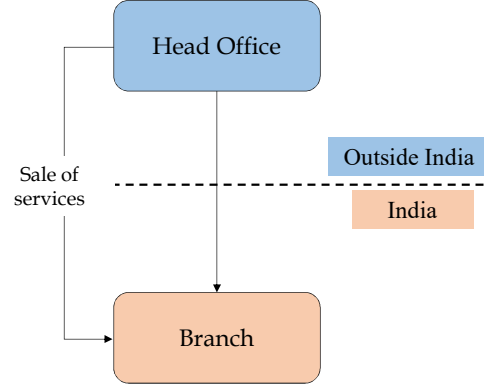 Head Office
Outside India
Sale of
services
India
Branch